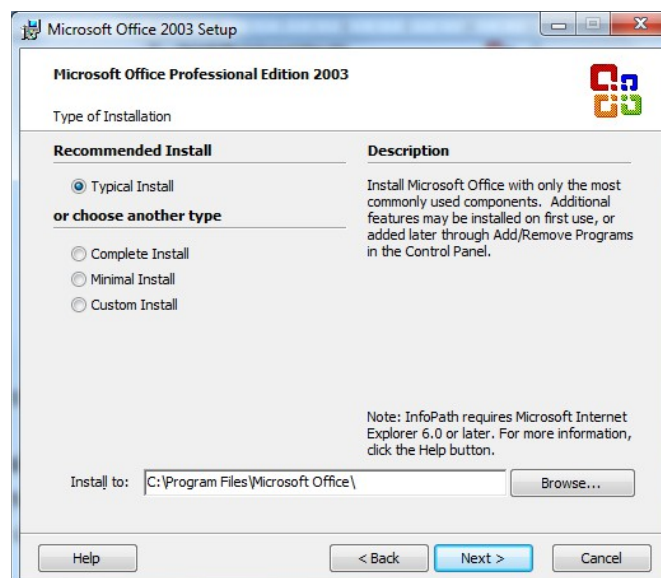 Microsoft Office 2003 Setup
Microsoft Office Professional Edition 2003
Type of Installation
Recommended Install
Typical Install
or choose another type
Complete Install
Minimal Install
Custom Install
Description
Install Microsoft Office with only the most
commonly used components. Additional
features may be installed on first use, or
added later through Add/Remove Programs
in the Control Panel.
Note: InfoPath requires Microsoft Internet
Explorer 6.0 or later. For more information,
click the Help button.
Install to: C:\Program Files\Microsoft Office\ Browse...
Help < Back Next > Cancel